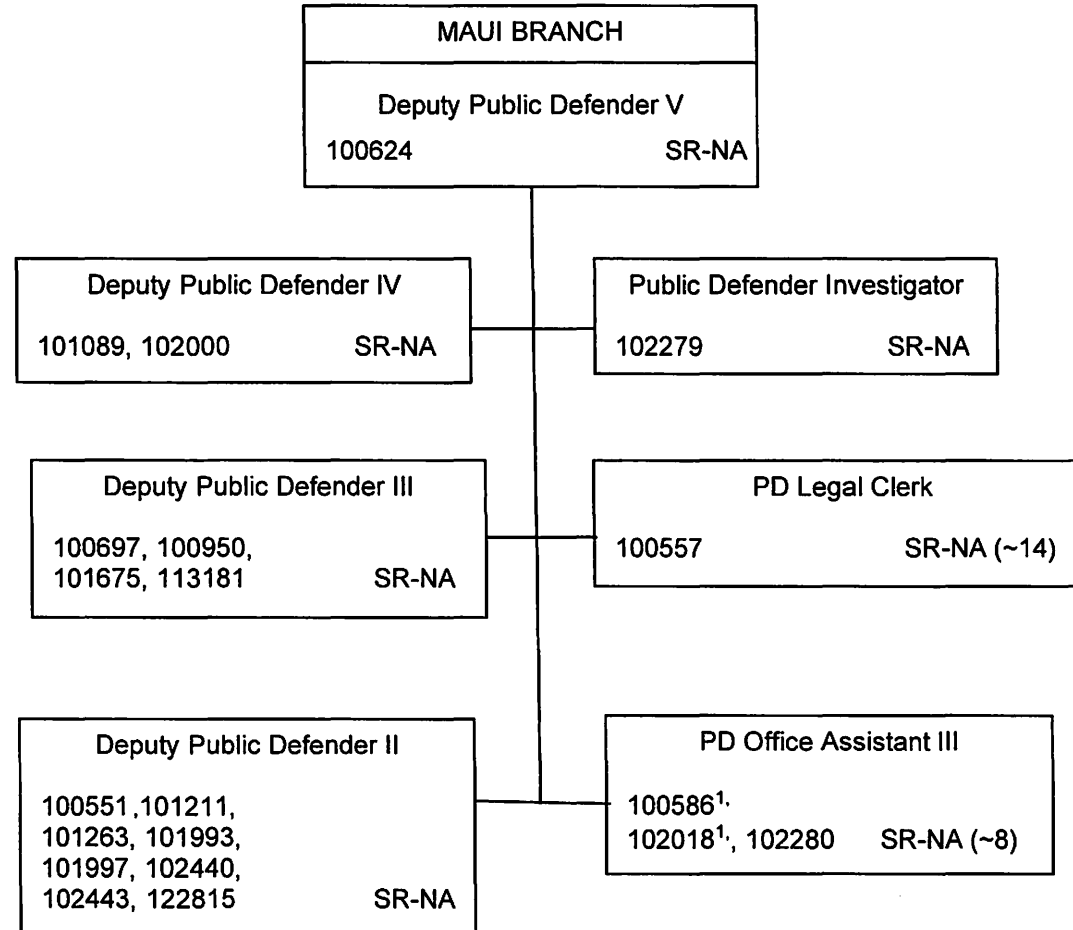 MAUI BRANCH
Deputy Public Defender V
100624 SR-NA
Deputy Public Defender IV
101089, 102000 SR-NA
Public Defender Investigator
102279 SR-NA
Deputy Public Defender III
100697, 100950,
101675, 113181 SR-NA
PD Legal Clerk
100557 SR-NA (~14)
Deputy Public Defender II
100551,101211,
101263, 101993,
101997, 102440,
102443, 122815 SR-NA
PD Office Assistant III
100586¹·
102018¹·, 102280 SR-NA (~8)